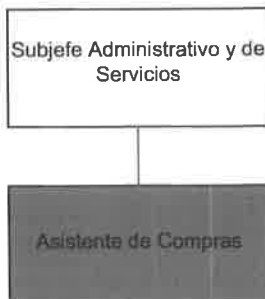 Subjefe Administrativo y de
Servicios
Asistente de Compras